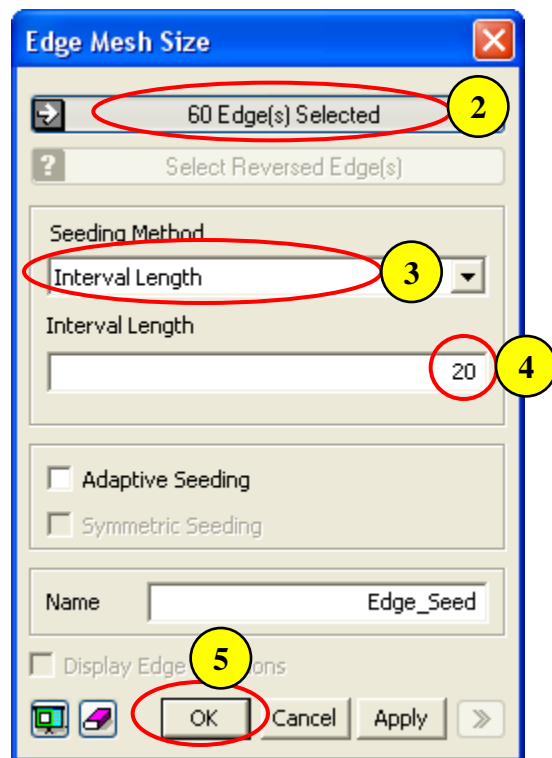 Edge Mesh Size
60 Edge(s) Selected
2
?
Select Reversed Edge(s)
Seeding Method
Interval Length
3
Interval Length
20
4
Adaptive Seeding
Symmetric Seeding
Name
Edge_Seed
5
Display Edge ons
OK
Cancel
Apply